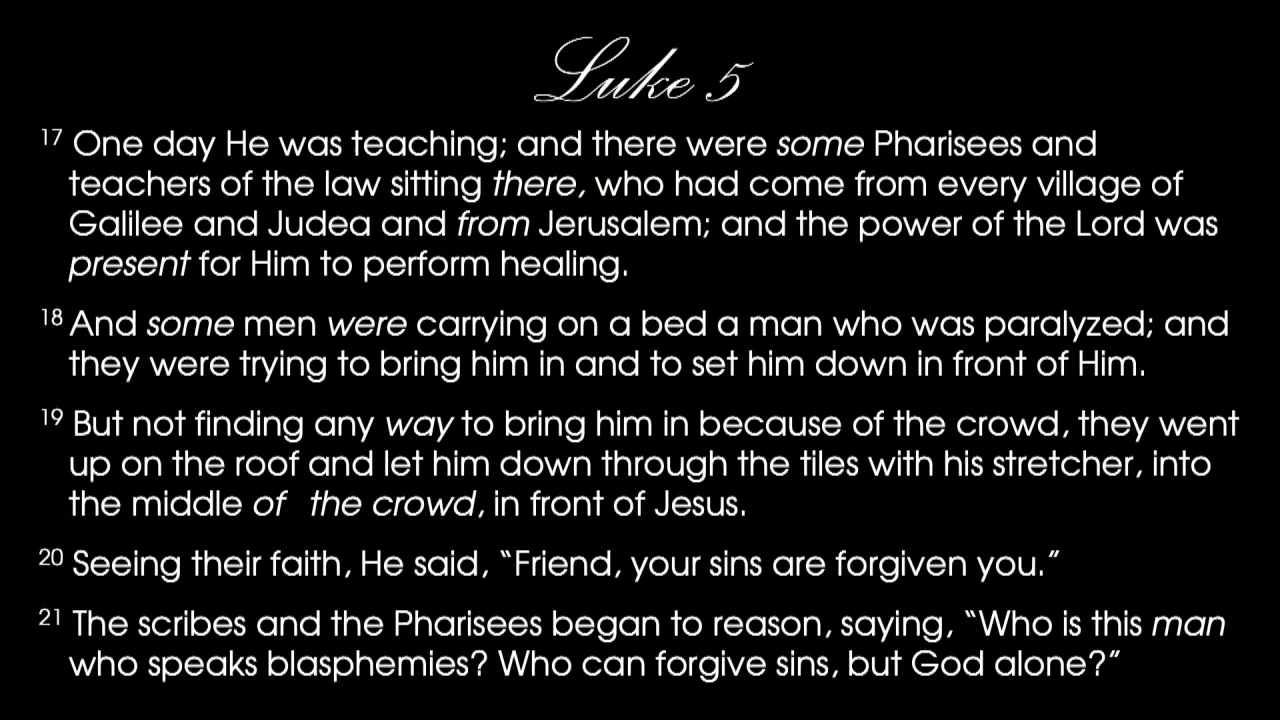 Luke 5
17 One day He was teaching; and there were some Pharisees and
teachers of the law sitting there, who had come from every village of
Galilee and Judea and from Jerusalem; and the power of the Lord was
present for Him to perform healing.
18 And some men were carrying on a bed a man who was paralyzed; and
they were trying to bring him in and to set him down in front of Him.
19 But not finding any way to bring him in because of the crowd, they went
up on the roof and let him down through the tiles with his stretcher, into
the middle of the crowd, in front of Jesus.
20 Seeing their faith, He said, “Friend, your sins are forgiven you.”
21 The scribes and the Pharisees began to reason, saying, “Who is this man
who speaks blasphemies? Who can forgive sins, but God alone?”